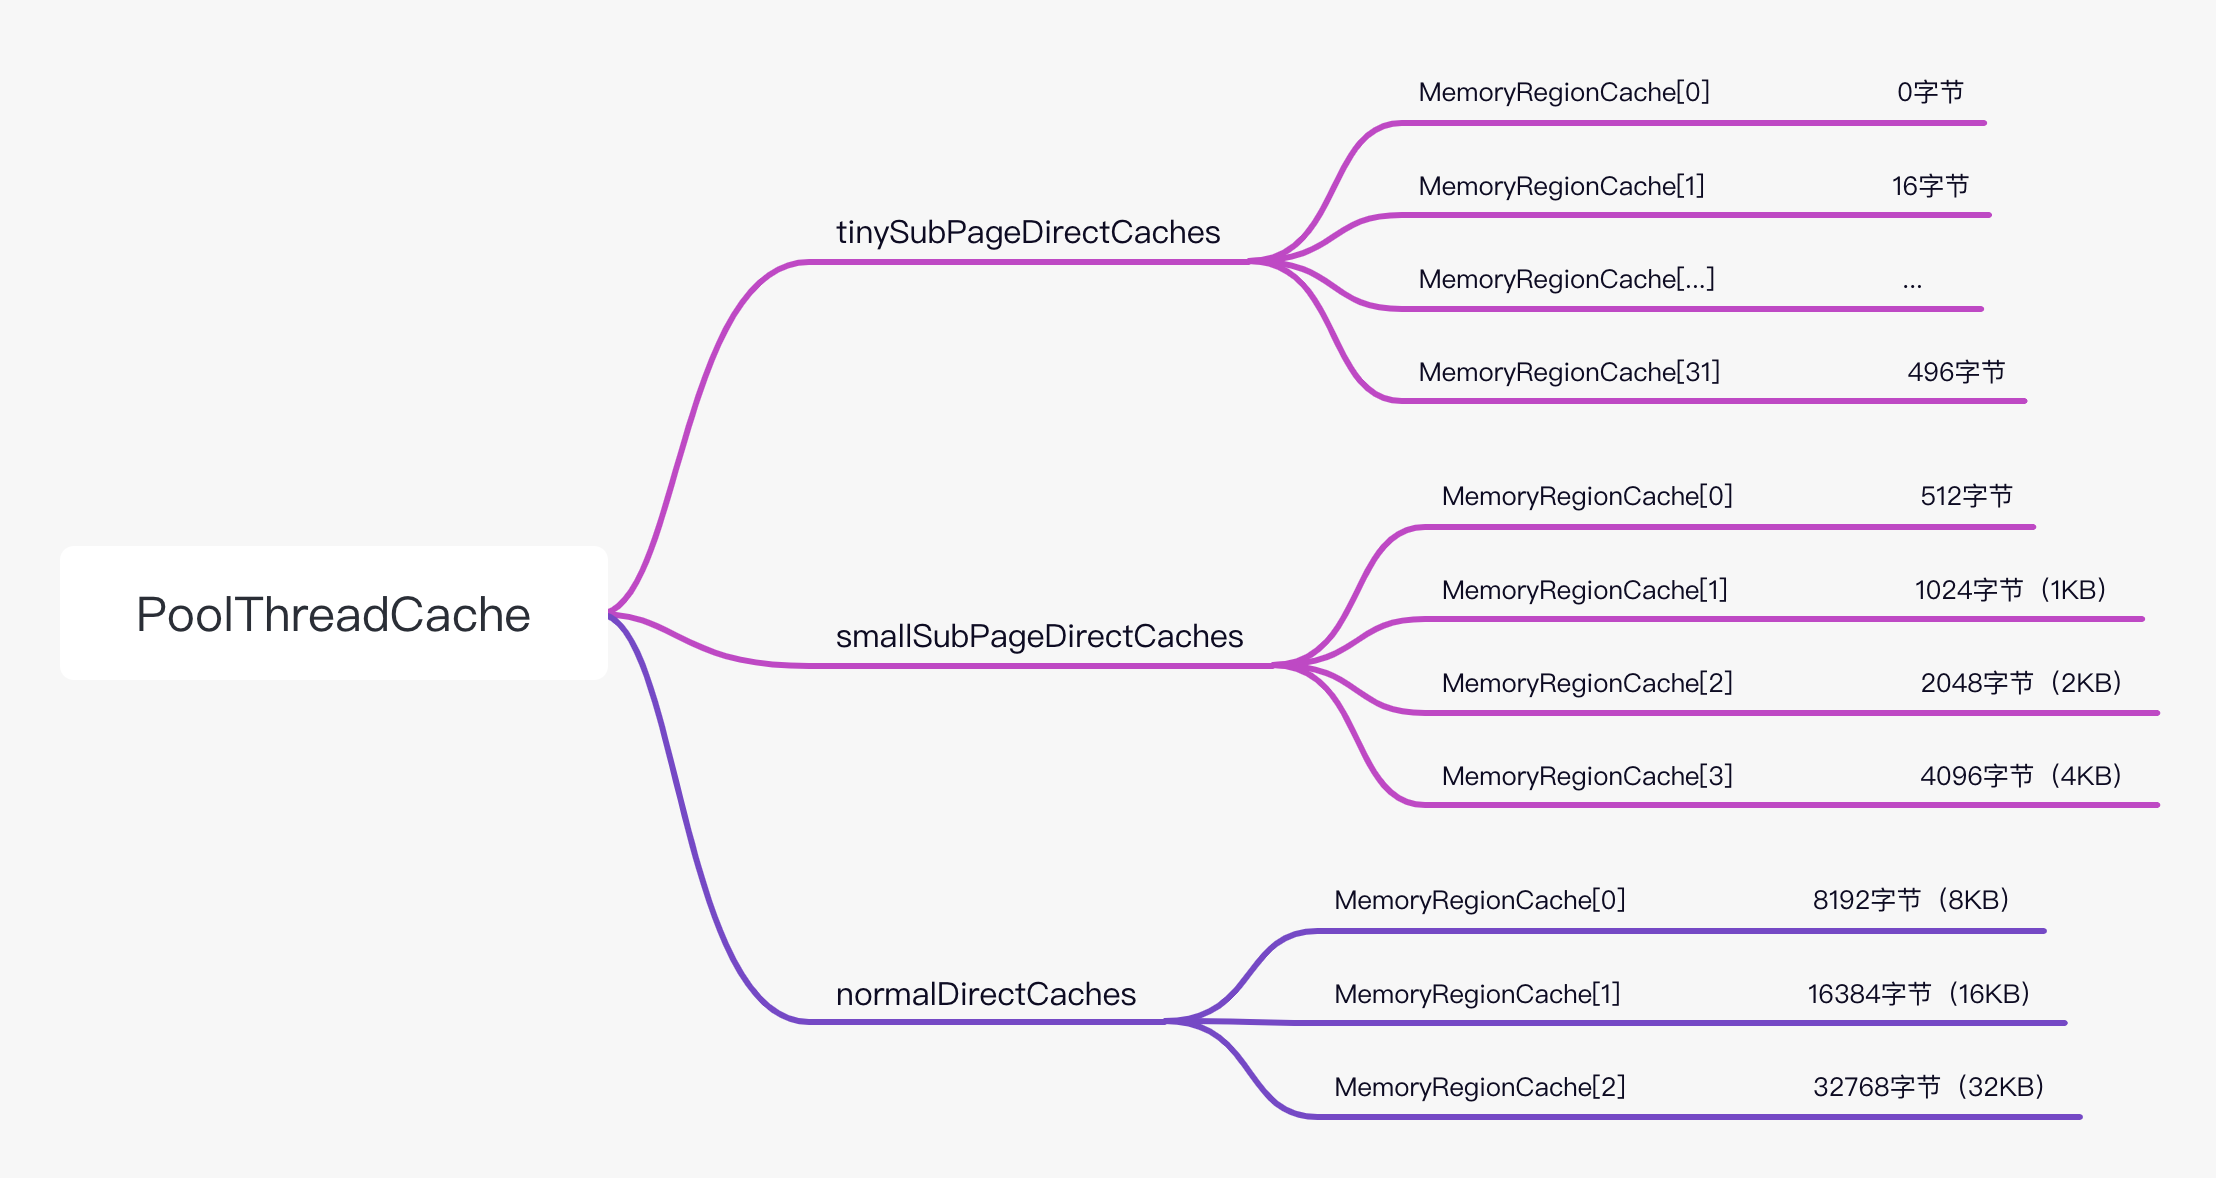 PoolThreadCache
tinySubPageDirectCaches
MemoryRegionCache[0] 0字节
MemoryRegionCache[1] 16字节
MemoryRegionCache[...] ...
MemoryRegionCache[31] 496字节
smallSubPageDirectCaches
MemoryRegionCache[0] 512字节
MemoryRegionCache[1] 1024字节（1KB）
MemoryRegionCache[2] 2048字节（2KB）
MemoryRegionCache[3] 4096字节（4KB）
normalDirectCaches
MemoryRegionCache[0] 8192字节（8KB）
MemoryRegionCache[1] 16384字节（16KB）
MemoryRegionCache[2] 32768字节（32KB）